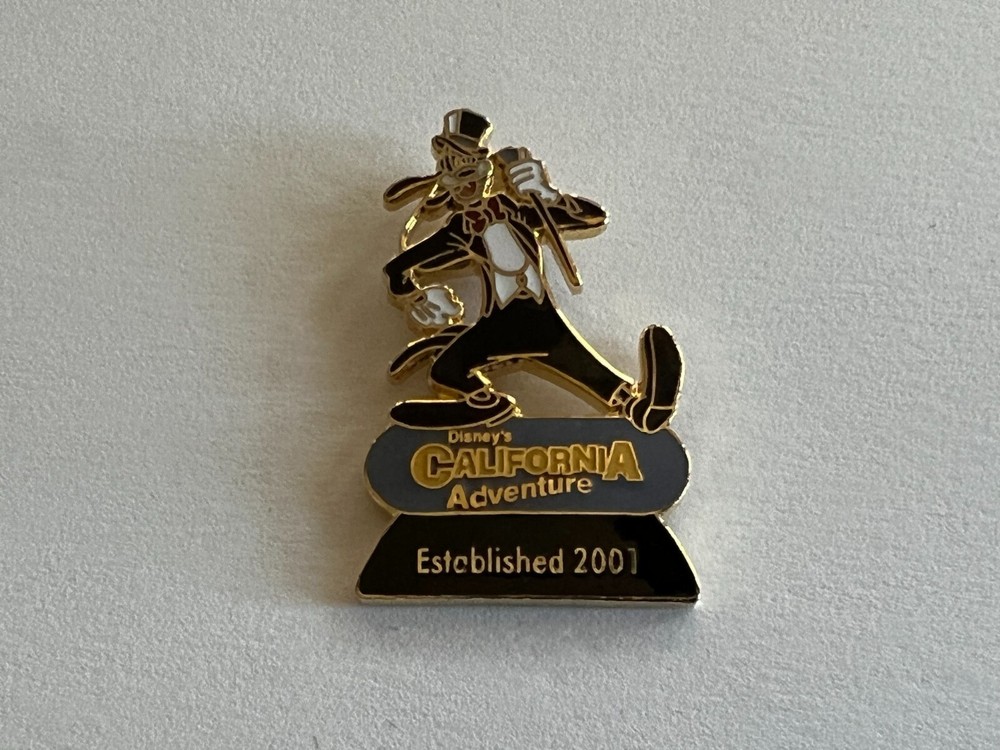 Disney's
CALIFORNIA
Adventure
Established 2001